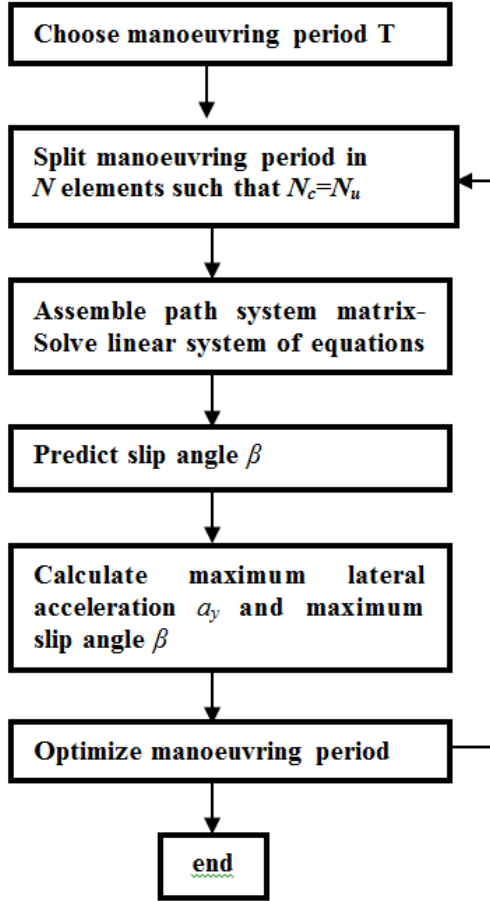 Choose manoeuvring period T
Split manoeuvring period in
N elements such that Nc=Nu
Assemble path system matrix-
Solve linear system of equations
Predict slip angle β
Calculate maximum lateral
acceleration ay and maximum
slip angle β
Optimize manoeuvring period
end